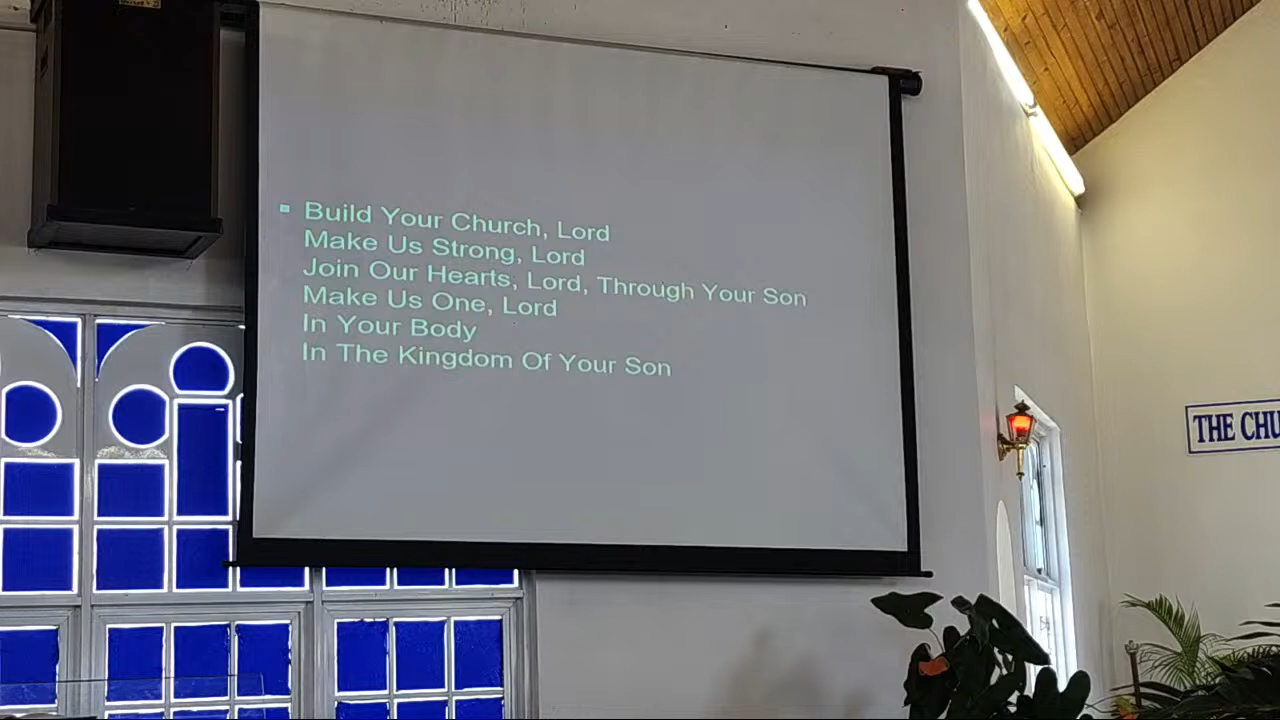 Build Your Church, Lord
Make Us Strong, Lord
Join Our Hearts, Lord, Through Your Son
Make Us One, Lord
In Your Body
In The Kingdom Of Your Son
THE CHU